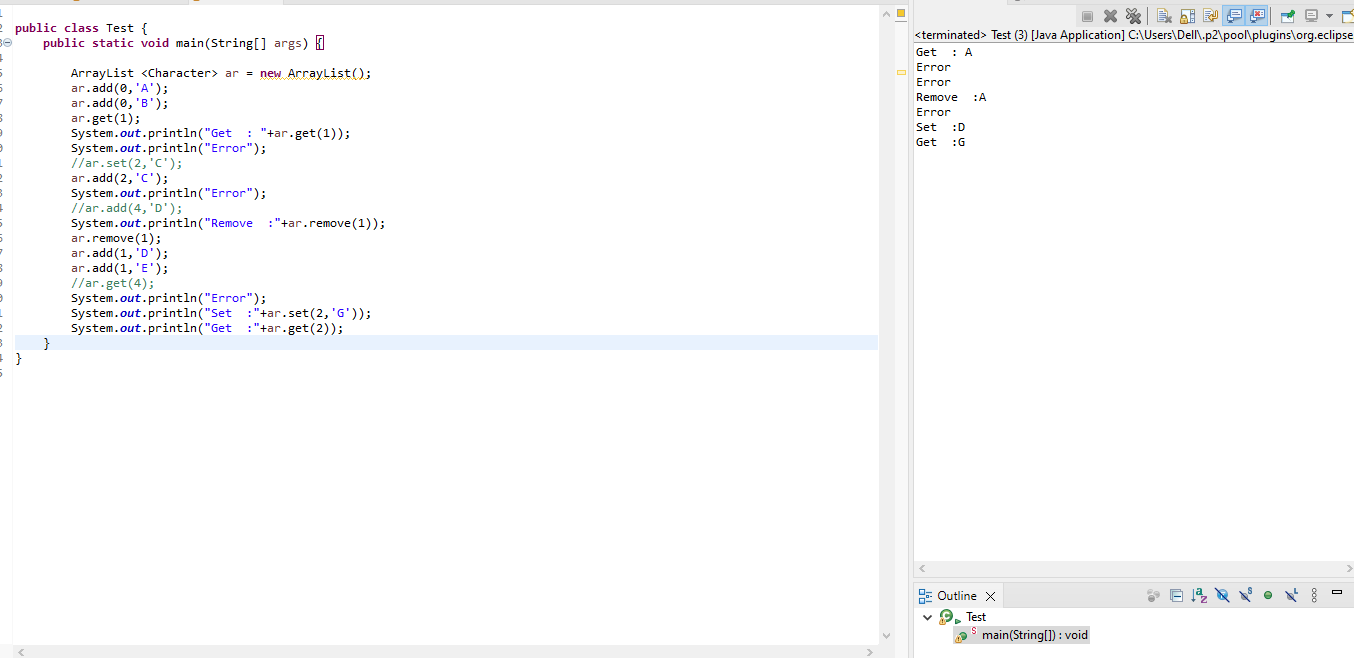 public class Test {
public static void main(String[] args) {
ArrayList <Character> ar = new ArrayList();
ar.add(0,'A');
ar.add(0,'B');
ar.get(1);
System.out.println("Get  : "+ar.get(1));
System.out.println("Error");
//ar.set(2,'C');
ar.add(2,'C');
System.out.println("Error");
//ar.add(4,'D');
System.out.println("Remove  :"+ar.remove(1));
ar.remove(1);
ar.add(1,'D');
ar.add(1,'E');
//ar.get(4);
System.out.println("Error");
System.out.println("Set  :"+ar.set(2,'G'));
System.out.println("Get  :"+ar.get(2));
}
}
<terminated> Test (3) [Java Application] C:\Users\Dell\.p2\pool\plugins\org.eclipse
Get  : A
Error
Error
Remove  :A
Error
Set  :D
Get  :G
Outline
Test
main(String[]) : void